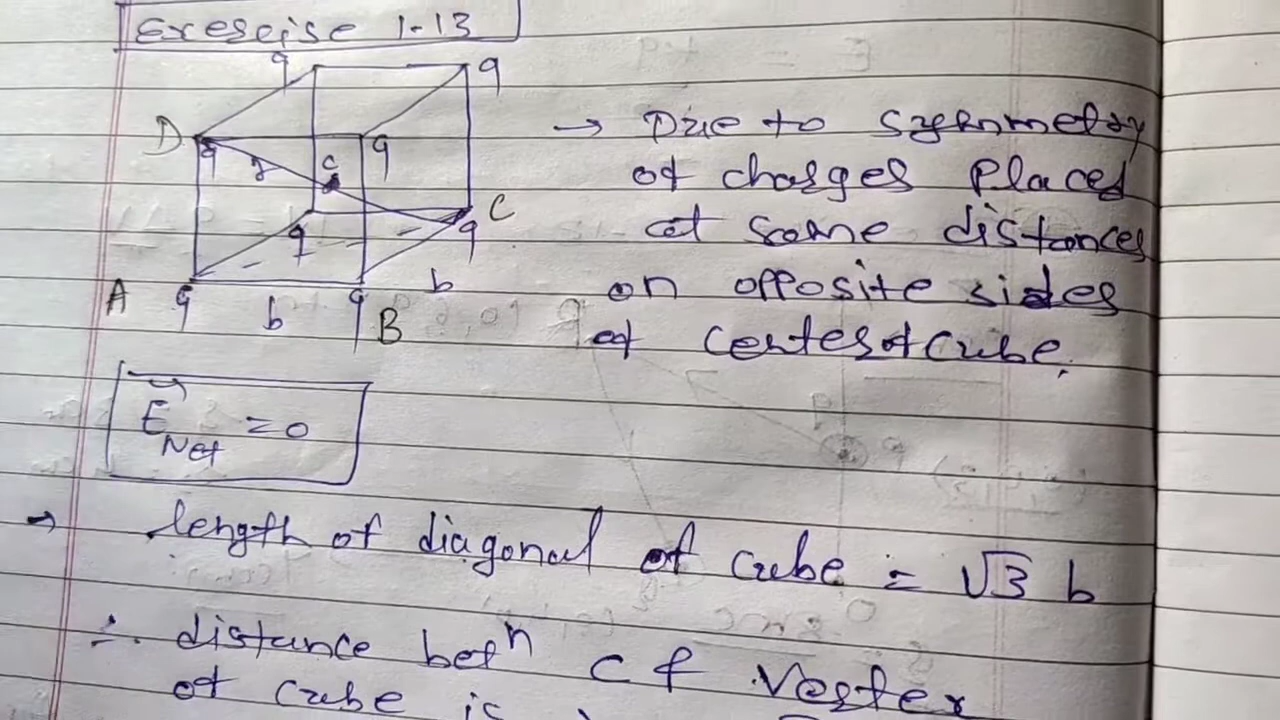 Exercise 1.13
q
q
D
q
r
c
q
C
q
q
b
A
q
b
q
B
→ Due to symmetry
of charges Placed
at same distances
on opposite sides
of center of cube.
E⃗Net = 0
→ length of diagonal of cube = √3 b
∴ distance betⁿ c & Vertex
of cube is